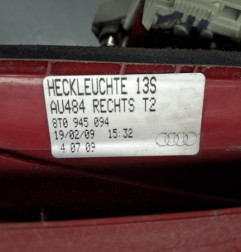 HECKLEUCHTE 13S
AU484 RECHTS T2
8T0 945 094
19/02/09 15:32
4 07 09